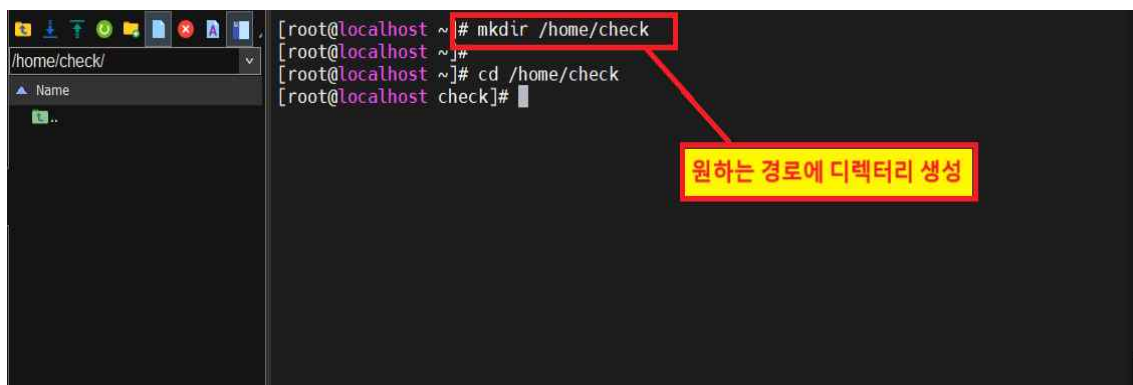 /home/check/
Name
..
[root@localhost ~]# mkdir /home/check
[root@localhost ~]#
[root@localhost ~]# cd /home/check
[root@localhost check]#
원하는 경로에 디렉터리 생성